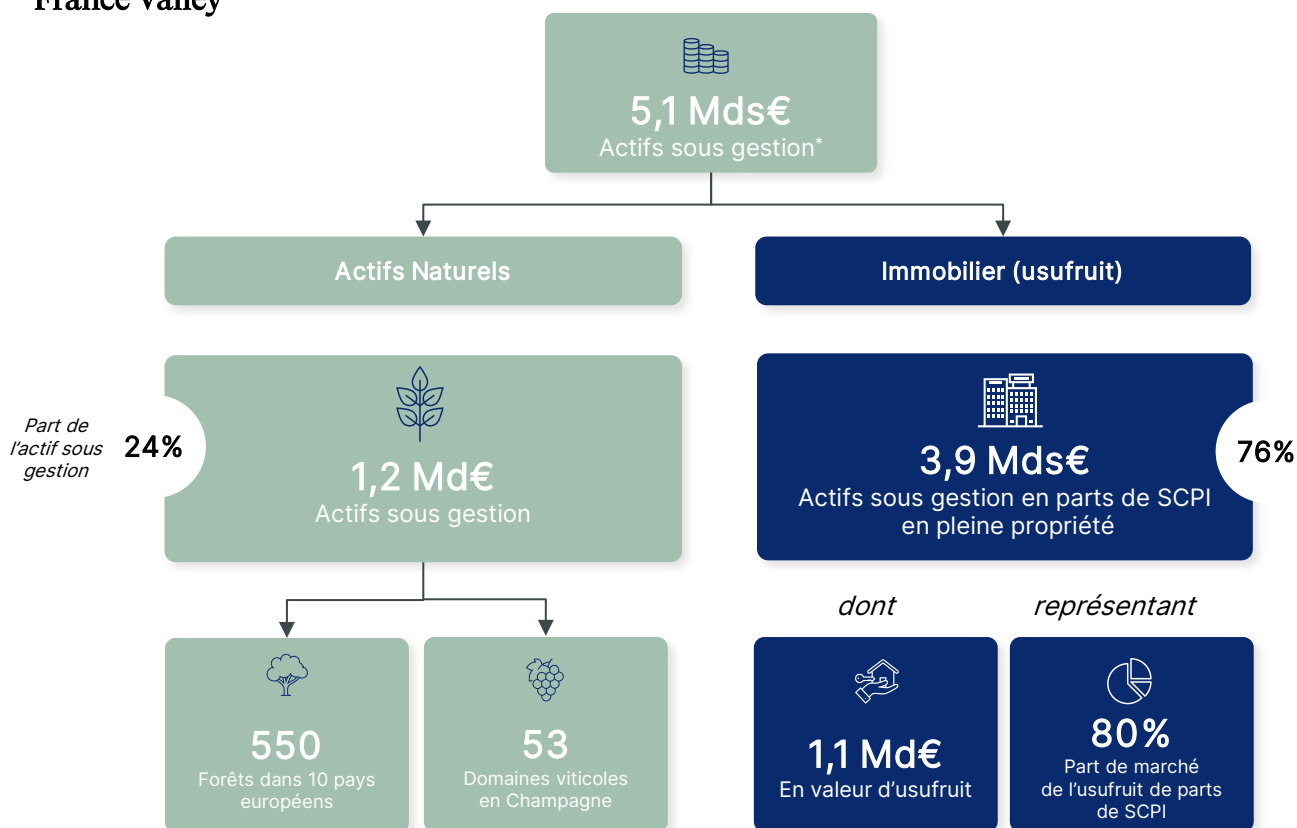 France Valley
5,1 Mds€
Actifs sous gestion*
Actifs Naturels
Immobilier (usufruit)
Part de
l'actif sous
gestion
24%
1,2 Md€
Actifs sous gestion
3,9 Mds€
Actifs sous gestion en parts de SCPI
en pleine propriété
76%
dont
représentant
550
Forêts dans 10 pays
européens
53
Domaines viticoles
en Champagne
1,1 Md€
En valeur d'usufruit
80%
Part de marché
de l'usufruit de parts
de SCPI